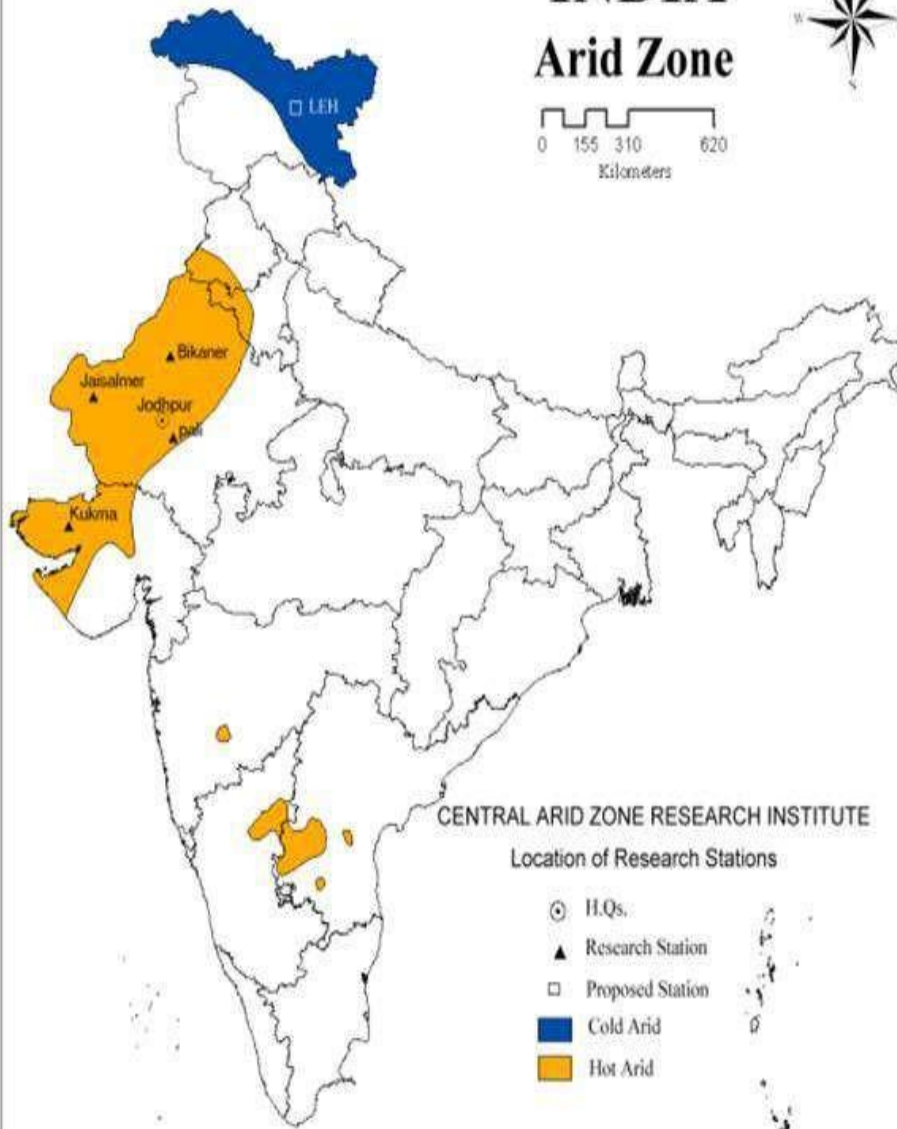 INDIA
Arid Zone
W
S
0 155 310 620
Kilometers
LEH
Bikaner
Jaisalmer
Jodhpur
pali
Kukma
CENTRAL ARID ZONE RESEARCH INSTITUTE
Location of Research Stations
H.Qs.
Research Station
Proposed Station
Cold Arid
Hot Arid